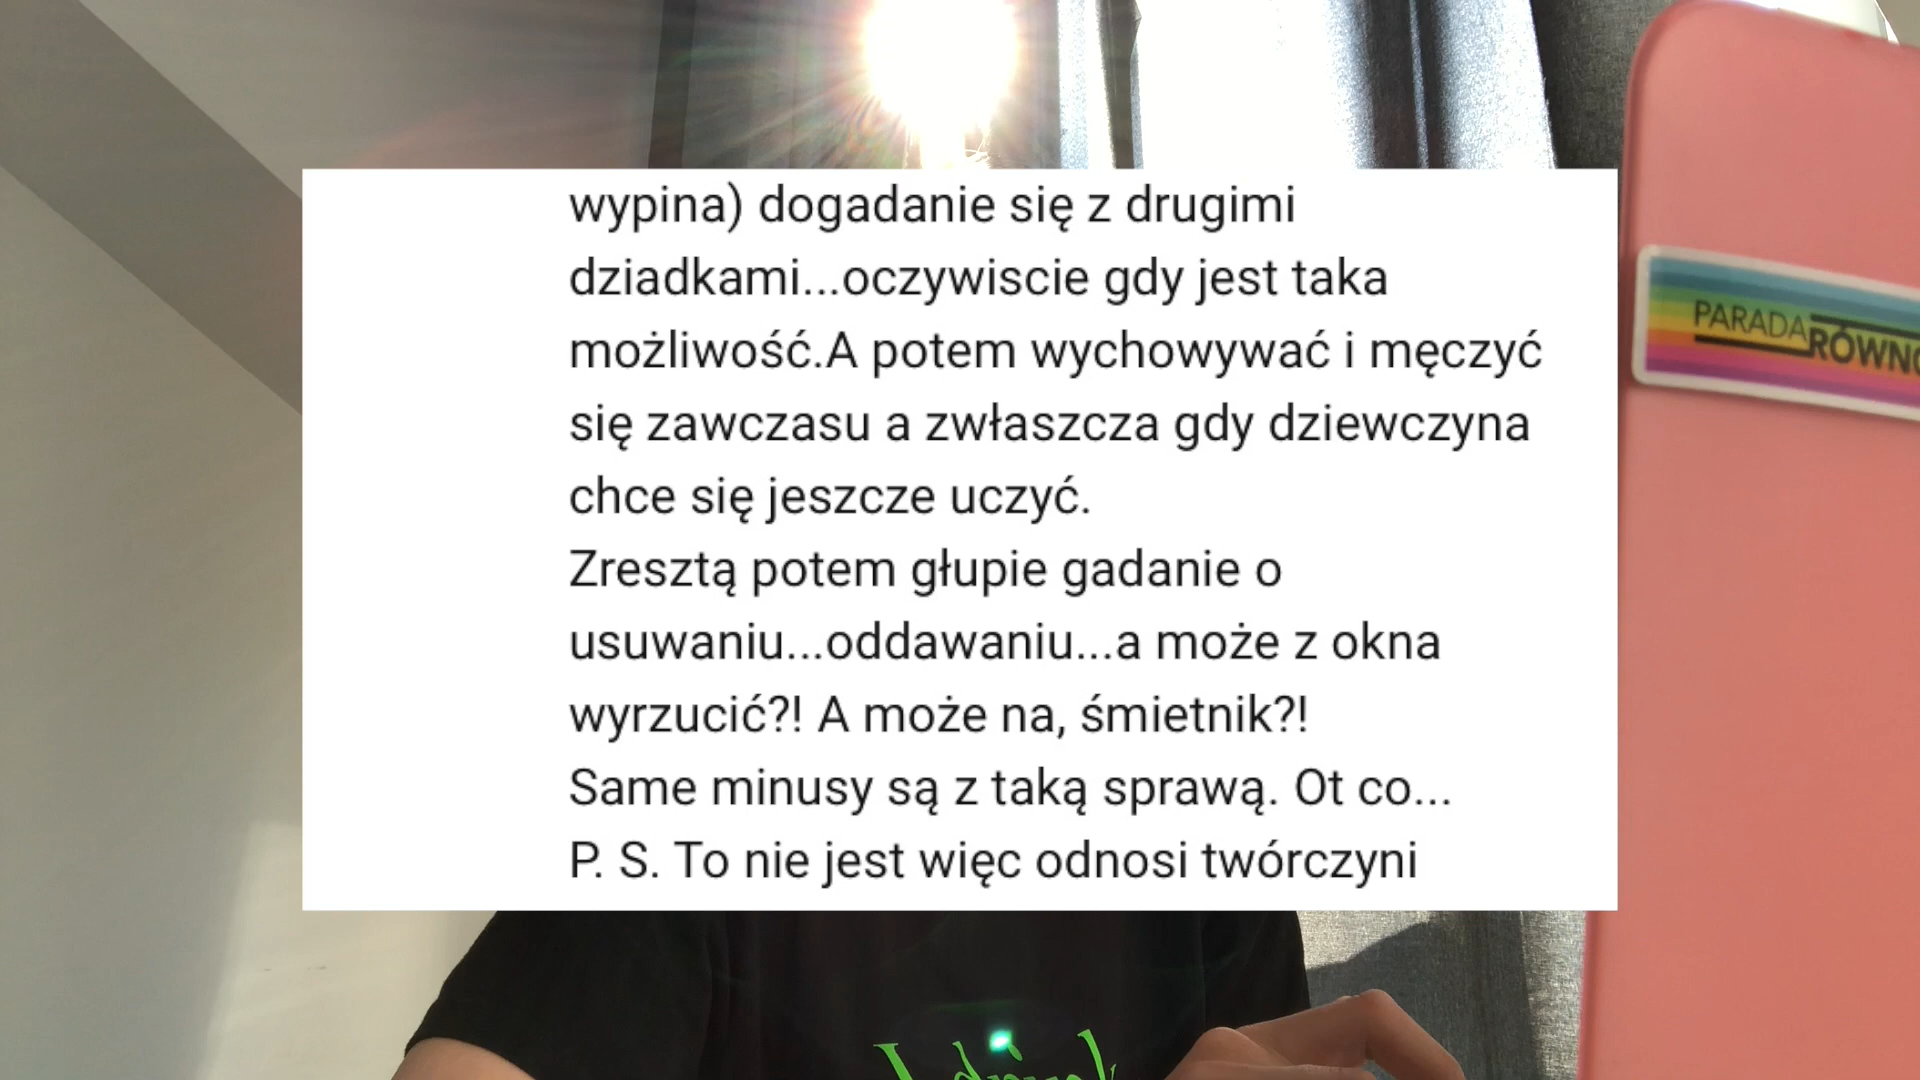 wypina) dogadanie się z drugimi
dziadkami...oczywiscie gdy jest taka
możliwość.A potem wychowywać i męczyć
się zawczasu a zwłaszcza gdy dziewczyna
chce się jeszcze uczyć.
Zresztą potem głupie gadanie o
usuwaniu...oddawaniu...a może z okna
wyrzucić?! A może na, śmietnik?!
Same minusy są z taką sprawą. Ot co...
P. S. To nie jest więc odnosi twórczyni
PARADA
RÓWNO